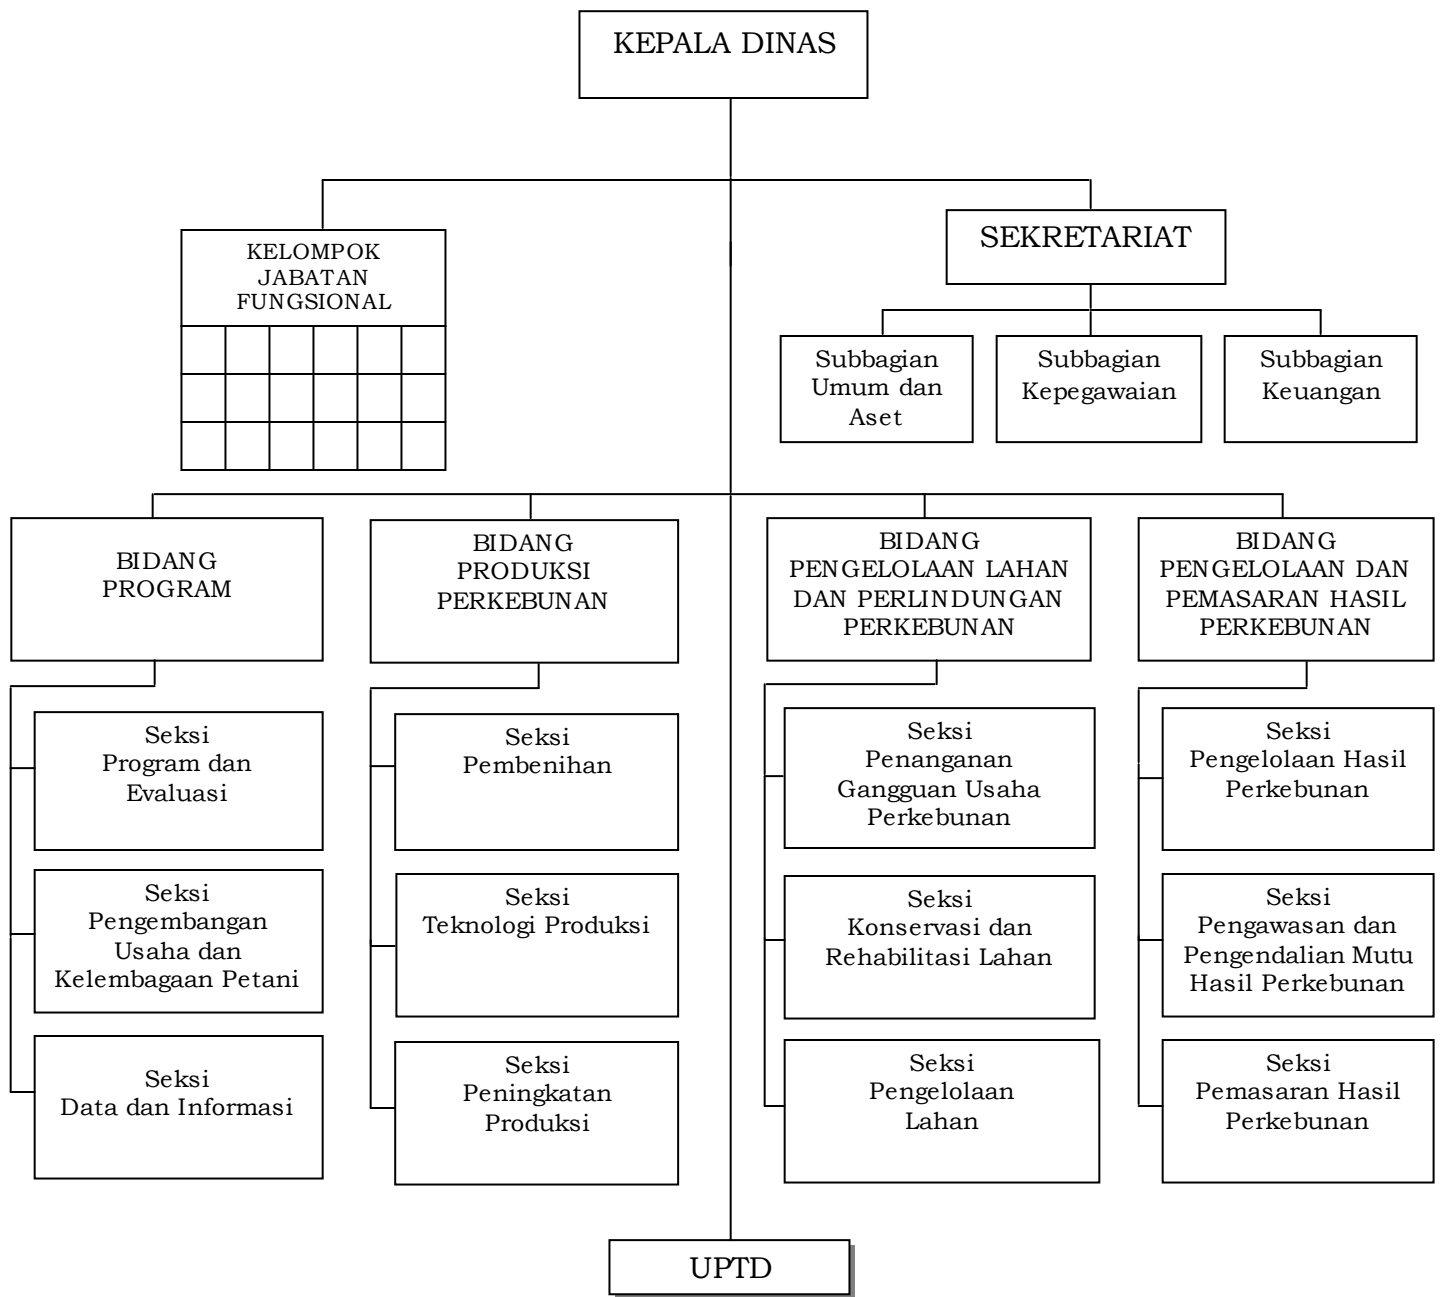 KEPALA DINAS
KELOMPOK
JABATAN
FUNGSIONAL
SEKRETARIAT
Subbagian
Umum dan
Aset
Subbagian
Kepegawaian
Subbagian
Keuangan
BIDANG
PROGRAM
BIDANG
PRODUKSI
PERKEBUNAN
BIDANG
PENGELOLAAN LAHAN
DAN PERLINDUNGAN
PERKEBUNAN
BIDANG
PENGELOLAAN DAN
PEMASARAN HASIL
PERKEBUNAN
Seksi
Program dan
Evaluasi
Seksi
Pembenihan
Seksi
Penanganan
Gangguan Usaha
Perkebunan
Seksi
Pengelolaan Hasil
Perkebunan
Seksi
Pengembangan
Usaha dan
Kelembagaan Petani
Seksi
Teknologi Produksi
Seksi
Konservasi dan
Rehabilitasi Lahan
Seksi
Pengawasan dan
Pengendalian Mutu
Hasil Perkebunan
Seksi
Data dan Informasi
Seksi
Peningkatan
Produksi
Seksi
Pengelolaan
Lahan
Seksi
Pemasaran Hasil
Perkebunan
UPTD